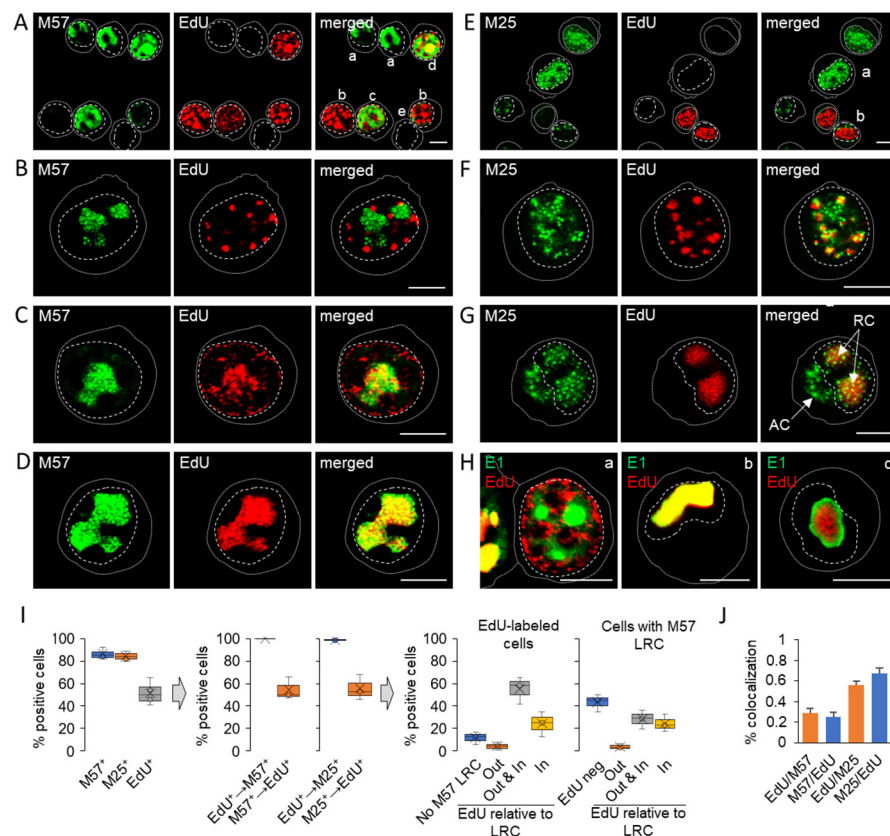 A M57 EdU merged
a a d
b c e b
B M57 EdU merged
C M57 EdU merged
D M57 EdU merged
E M25 EdU merged
a
b
F M25 EdU merged
G M25 EdU merged
RC
AC
H E1 EdU a
E1 EdU b
E1 EdU c
I
% positive cells
100
80
60
40
20
0
M57⁺ M25⁺ EdU⁺
% positive cells
100
80
60
40
20
0
EdU⁺→M57⁺
M57⁺→EdU⁺
EdU⁺→M25⁺
M25⁺→EdU⁺
EdU-labeled cells
% positive cells
100
80
60
40
20
0
No M57 LRC Out Out & In In
EdU relative to LRC
Cells with M57 LRC
EdU neg Out Out & In In
EdU relative to LRC
J
% colocalization
1
0.8
0.6
0.4
0.2
EdU/M57
M57/EdU
EdU/M25
M25/EdU